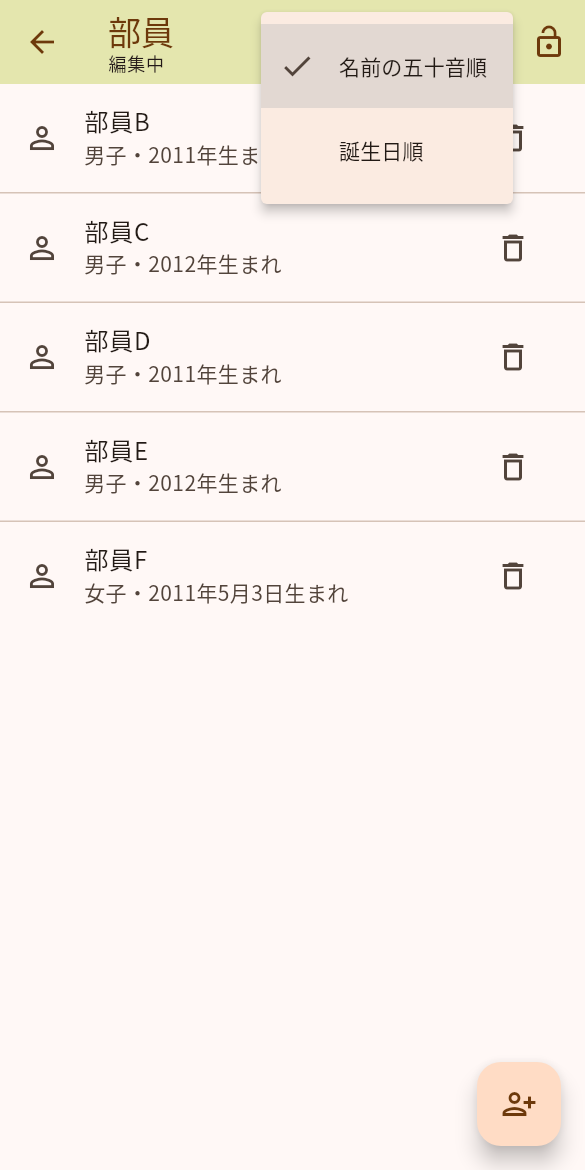 部員
編集中
名前の五十音順
誕生日順
部員B
男子・2011年生ま
部員C
男子・2012年生まれ
部員D
男子・2011年生まれ
部員E
男子・2012年生まれ
部員F
女子・2011年5月3日生まれ